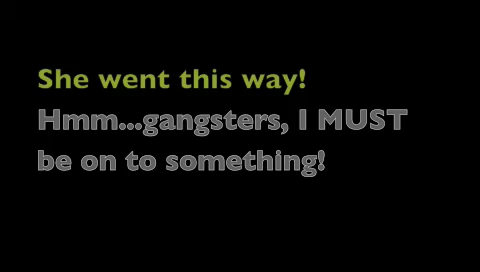 She went this way!
Hmm...gangsters, I MUST
be on to something!